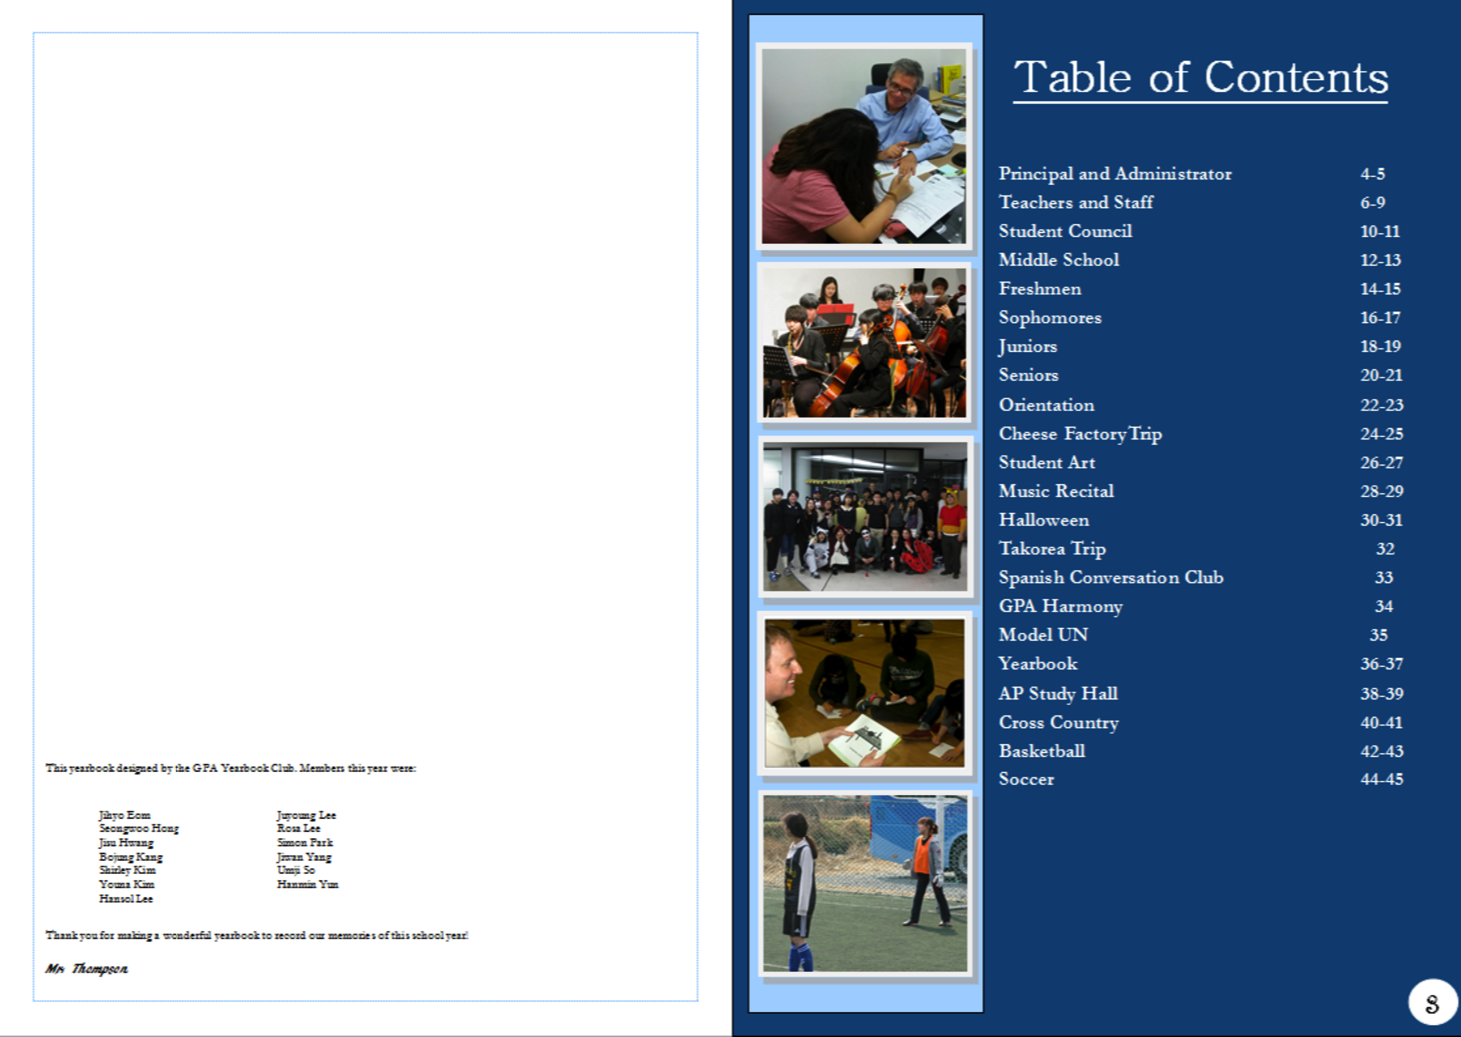 This yearbook designed by the GPA Yearbook Club. Members this year were:
Jihyo Eom
Seongwoo Hong
Jisu Hwang
Bojung Kang
Shirley Kim
Youna Kim
Hansol Lee
Juyoung Lee
Rosa Lee
Simon Park
Jiwan Yang
Umji So
Hanmin Yun
Thank you for making a wonderful yearbook to record our memories of this school year!
Mr. Thompson
Table of Contents
Principal and Administrator 4-5
Teachers and Staff 6-9
Student Council 10-11
Middle School 12-13
Freshmen 14-15
Sophomores 16-17
Juniors 18-19
Seniors 20-21
Orientation 22-23
Cheese Factory Trip 24-25
Student Art 26-27
Music Recital 28-29
Halloween 30-31
Takorea Trip 32
Spanish Conversation Club 33
GPA Harmony 34
Model UN 35
Yearbook 36-37
AP Study Hall 38-39
Cross Country 40-41
Basketball 42-43
Soccer 44-45
3